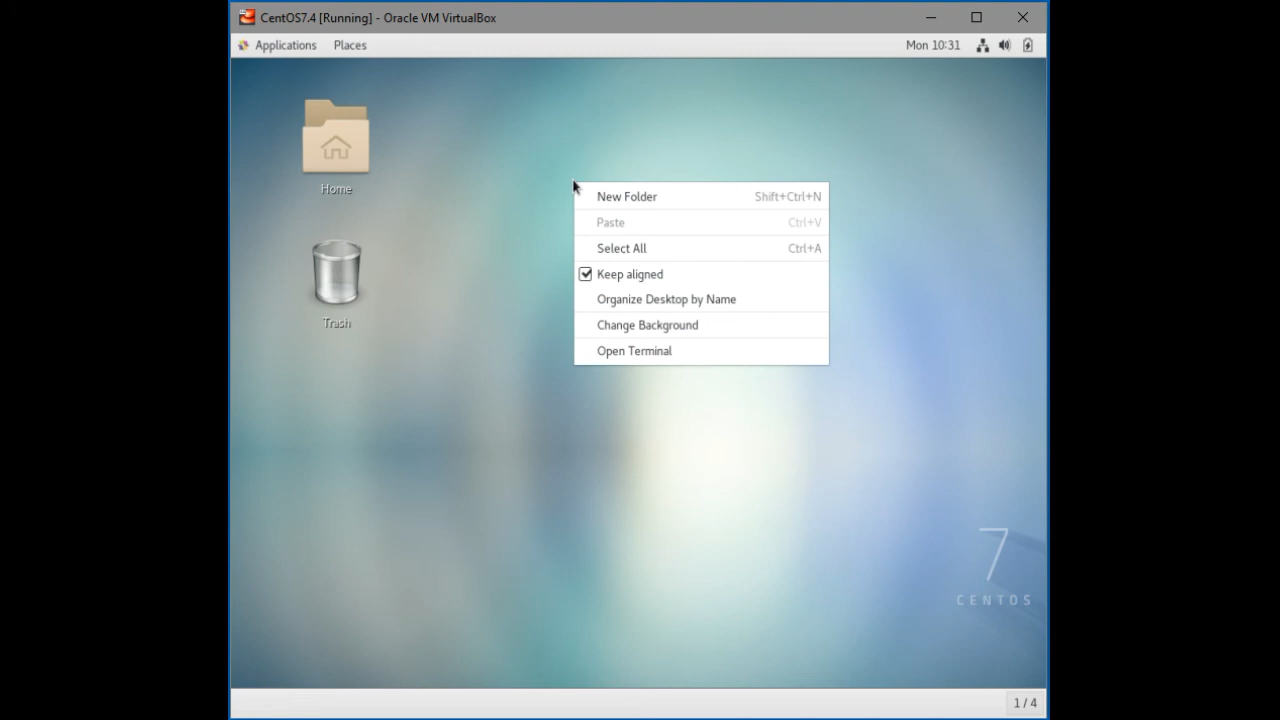 CentOS7.4 [Running] - Oracle VM VirtualBox
Applications Places Mon 10:31
Home
Trash
New Folder Shift+Ctrl+N
Paste Ctrl+V
Select All Ctrl+A
Keep aligned
Organize Desktop by Name
Change Background
Open Terminal
7
CENTOS
1 / 4